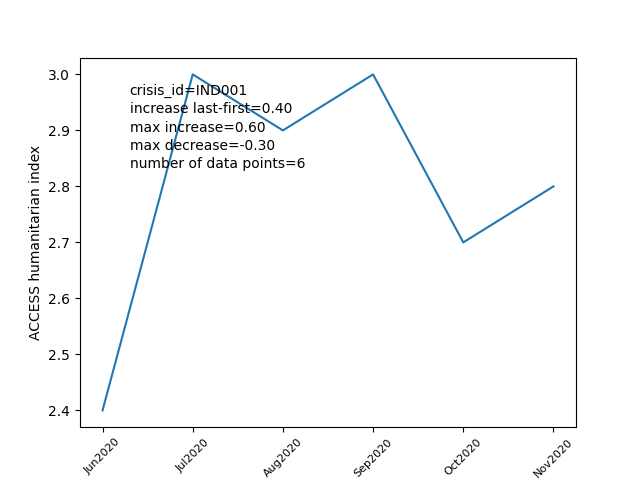 3.0
crisis_id=IND001
increase last-first=0.40
2.9
max increase=0.60
max decrease=-0.30
number of data points=6
2.8
2.7
2.6
2.5
2.4
ACCESS humanitarian index
Jun2020
Jul2020
Aug2020
Sep2020
Oct2020
Nov2020